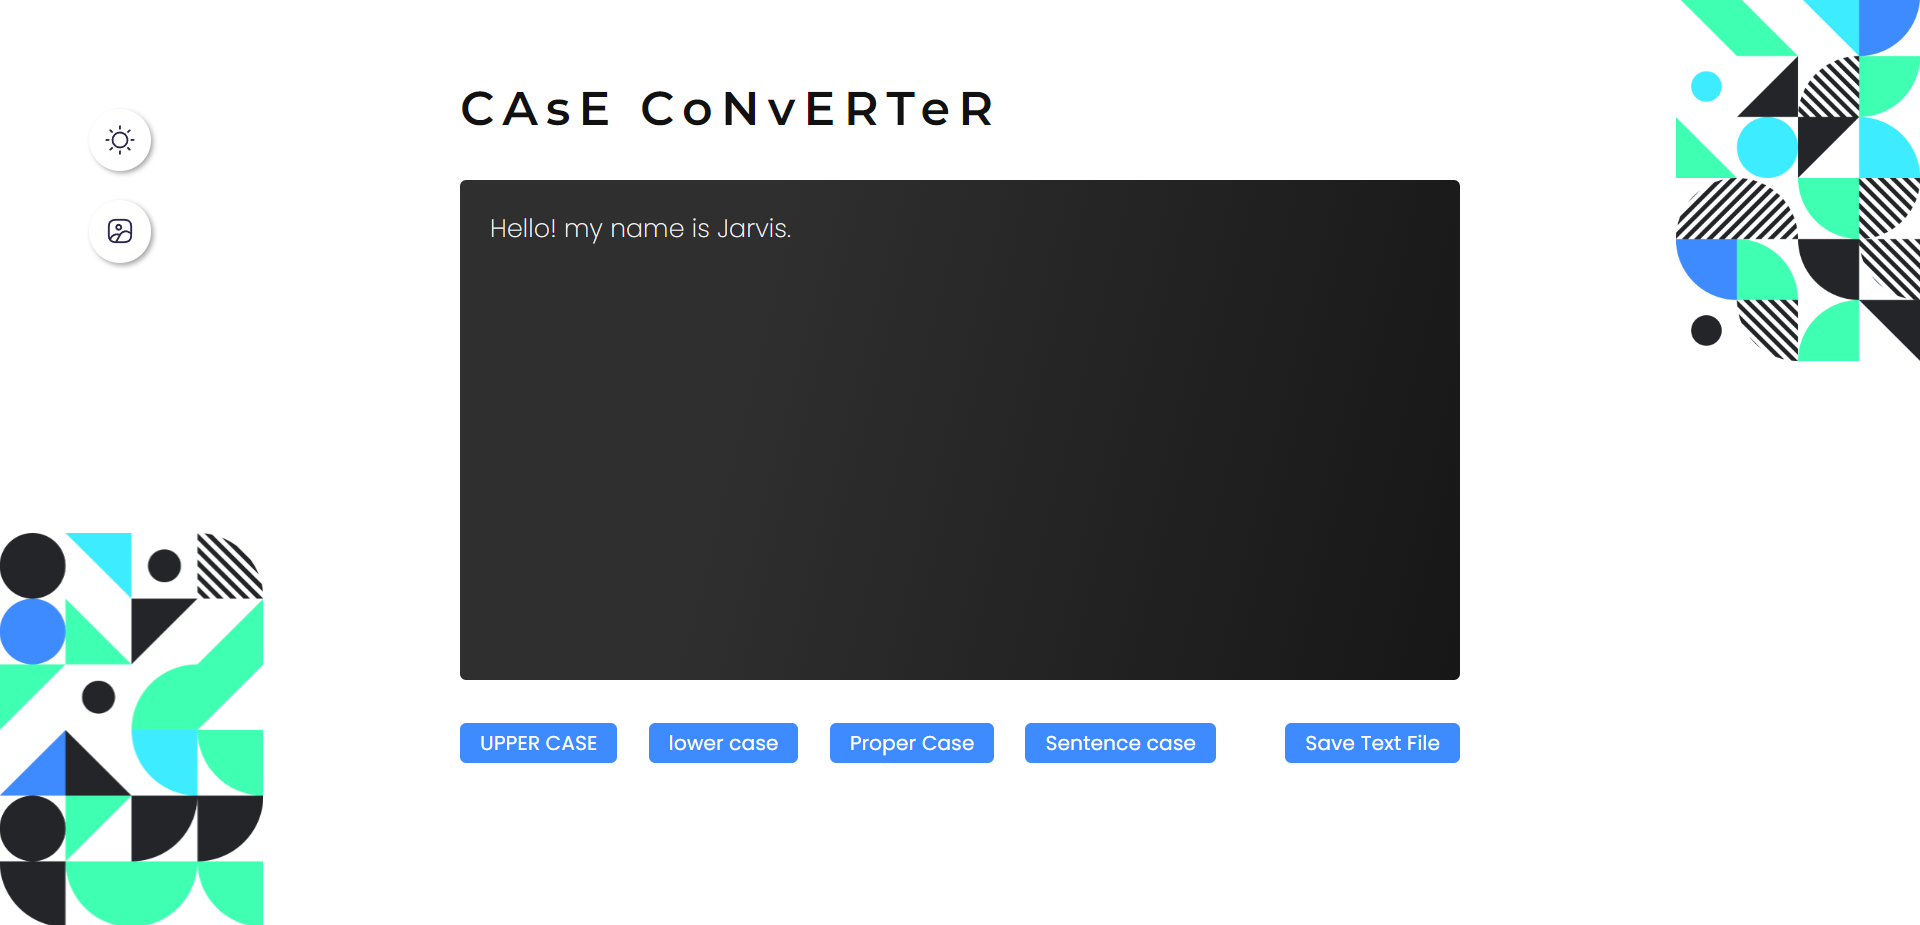 CAsE CoNvERTeR
Hello! my name is Jarvis.
UPPER CASE
lower case
Proper Case
Sentence case
Save Text File